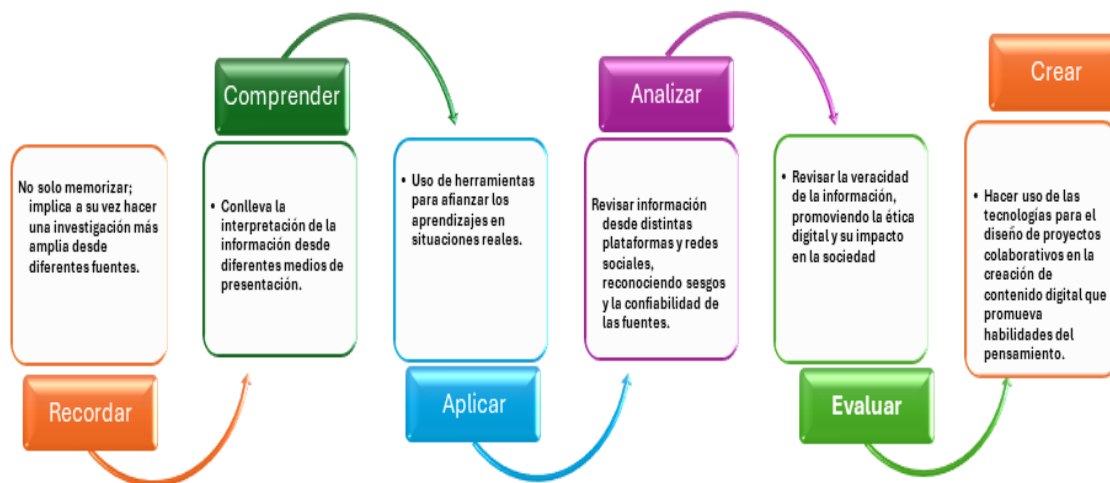 Recordar
No solo memorizar;
implica a su vez hacer
una investigación más
amplia desde
diferentes fuentes.
Comprender
• Conlleva la
interpretación de la
información desde
diferentes medios de
presentación.
Aplicar
• Uso de herramientas
para afianzar los
aprendizajes en
situaciones reales.
Analizar
Revisar información
desde distintas
plataformas y redes
sociales,
reconociendo sesgos
y la confiabilidad de
las fuentes.
Evaluar
• Revisar la veracidad
de la información,
promoviendo la ética
digital y su impacto
en la sociedad
Crear
• Hacer uso de las
tecnologías para el
diseño de proyectos
colaborativos en la
creación de
contenido digital que
promueva
habilidades del
pensamiento.